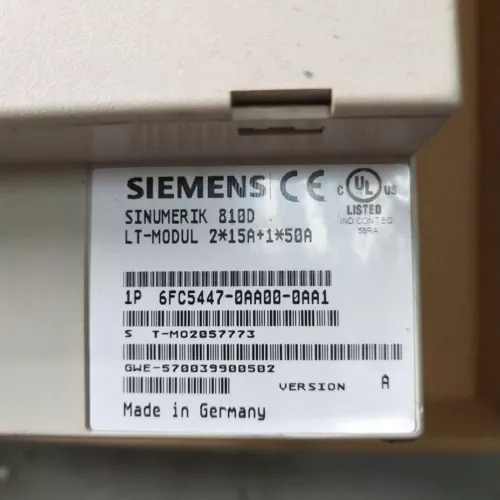 SIEMENS CE
C UL US
LISTED
IND.CONT.EQ
SINUMERIK 810D
LT-MODUL 2*15A+1*50A
1P 6FC5447-0AA00-0AA1
S T-M02057773
GWE-570039900502
VERSION A
Made in Germany